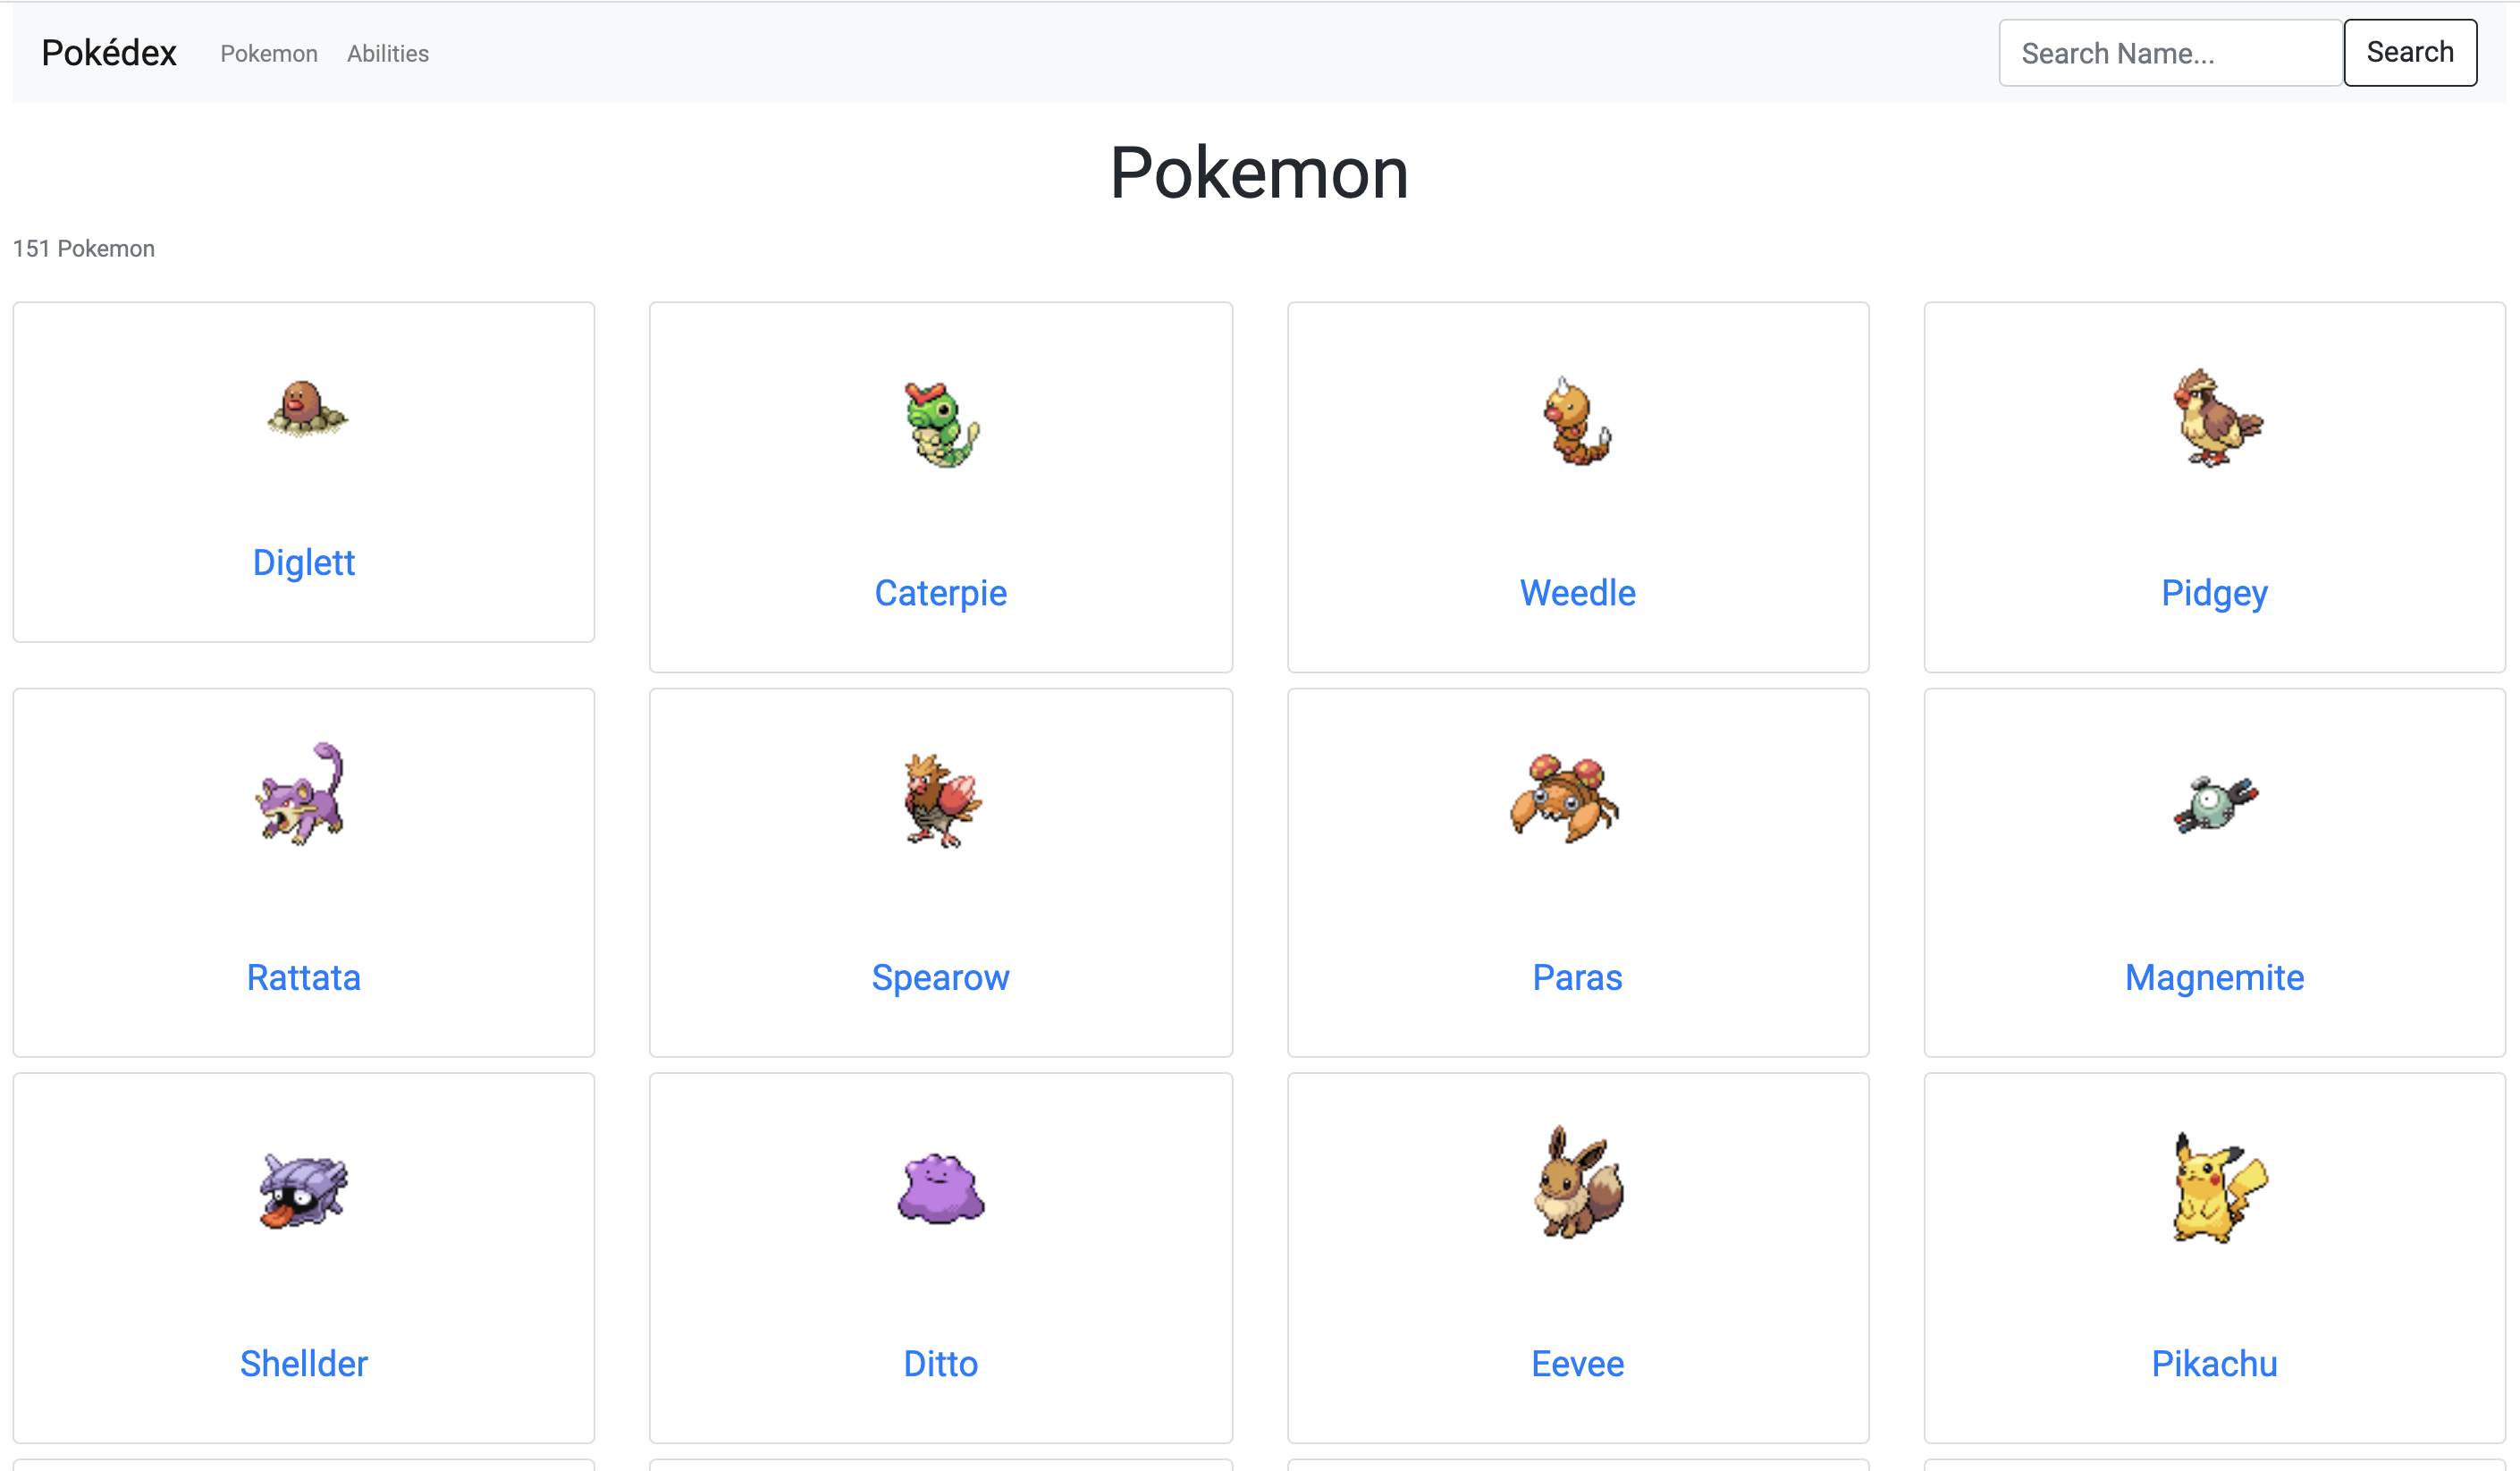 Pokédex Pokemon Abilities Search Name... Search
Pokemon
151 Pokemon
Diglett
Caterpie Weedle Pidgey
Rattata Spearow Paras Magnemite
Shellder Ditto Eevee Pikachu